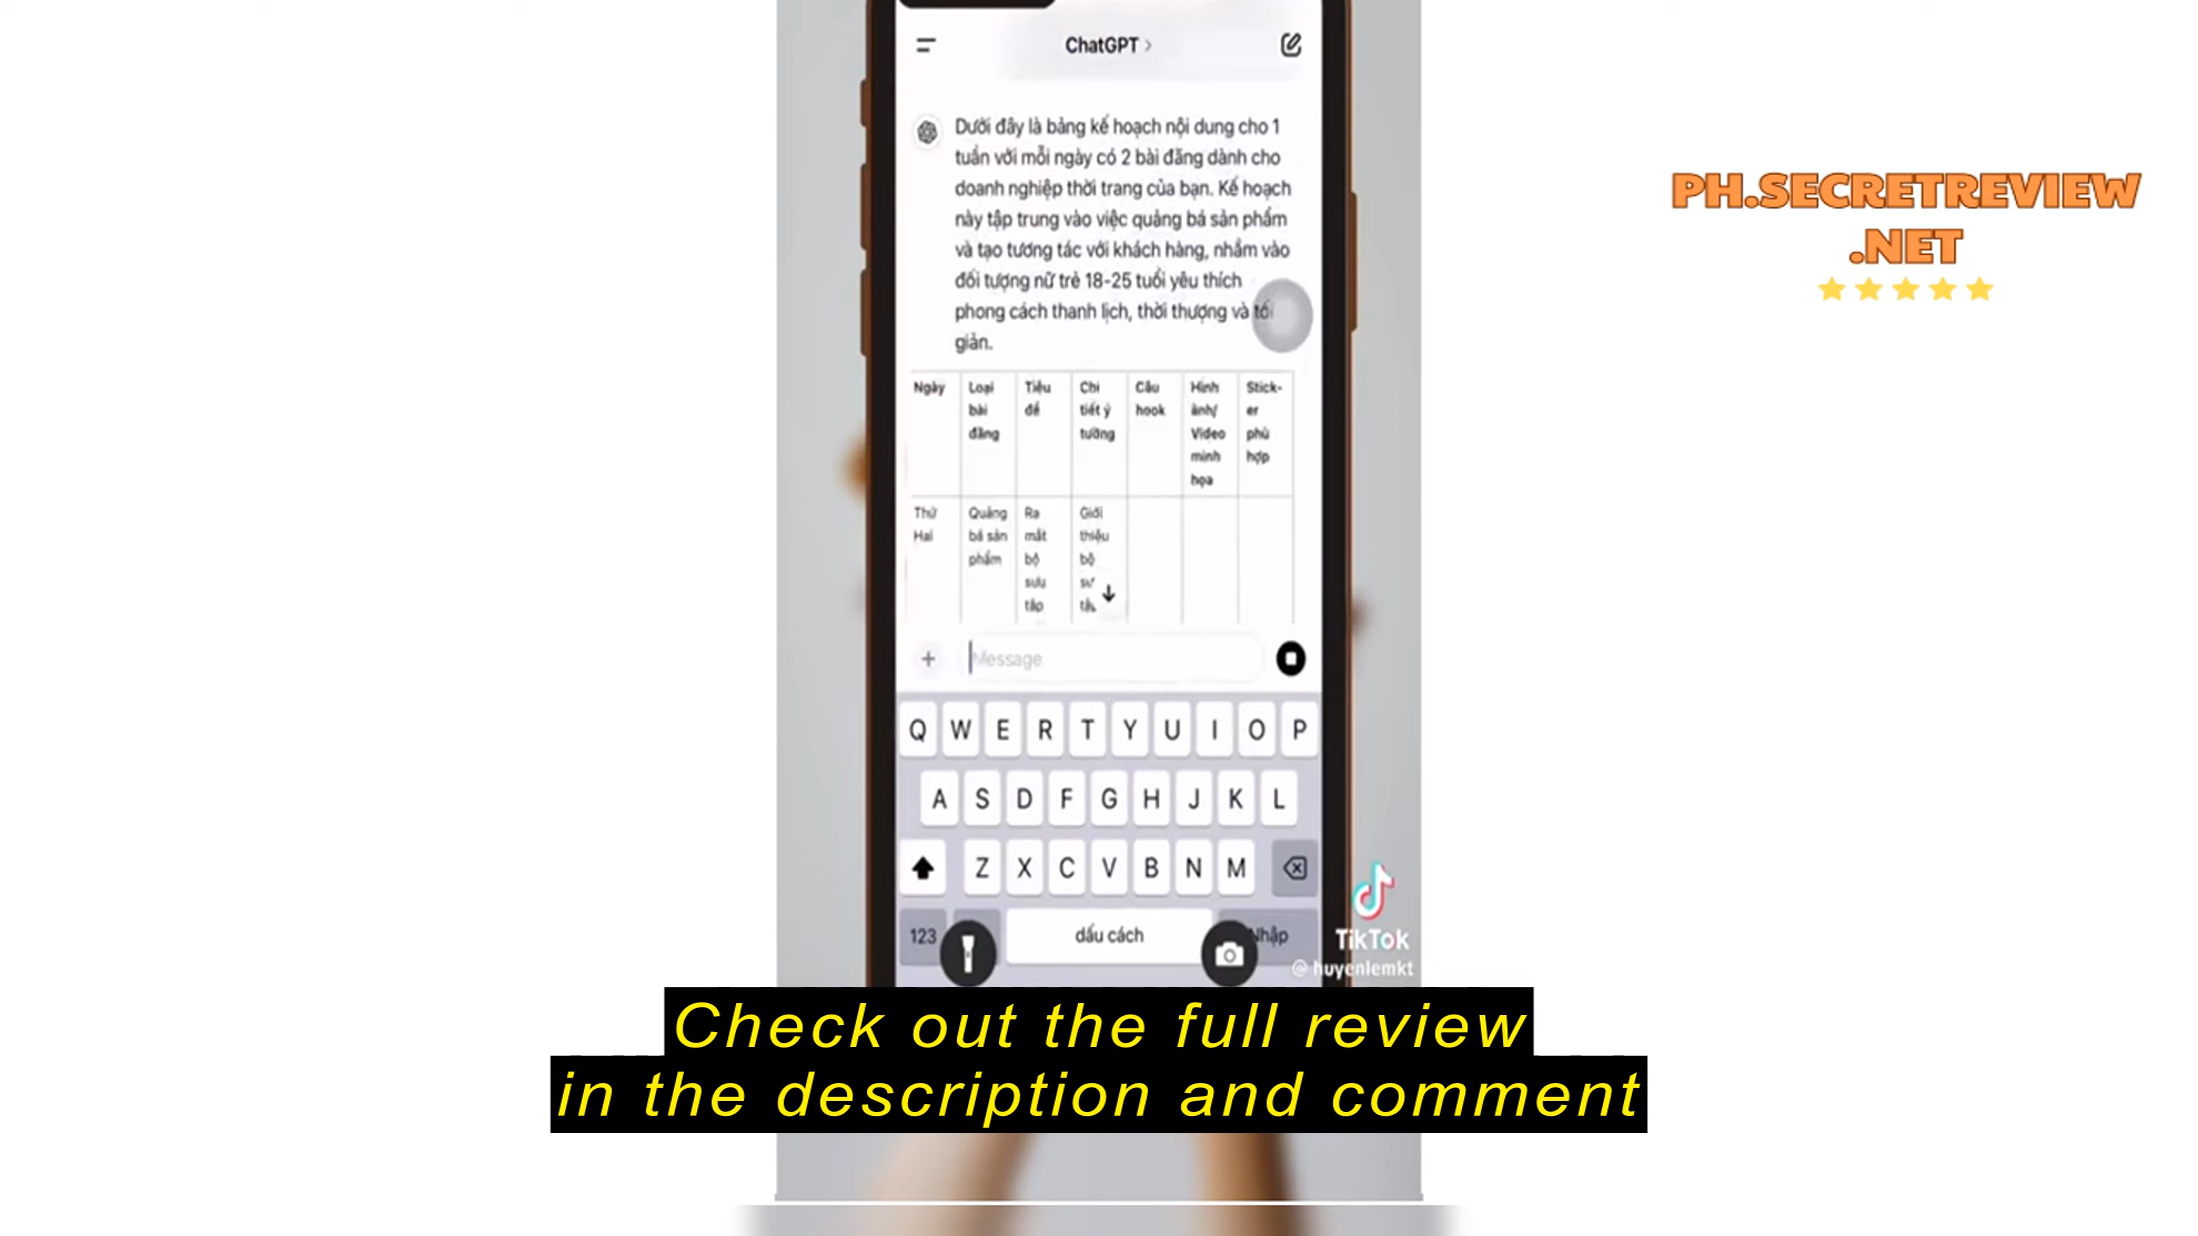 ChatGPT >
Dưới đây là bảng kế hoạch nội dung cho 1
tuần với mỗi ngày có 2 bài đăng dành cho
doanh nghiệp thời trang của bạn. Kế hoạch
này tập trung vào việc quảng bá sản phẩm
và tạo tương tác với khách hàng, nhắm vào
đối tượng nữ trẻ 18-25 tuổi yêu thích
phong cách thanh lịch, thời thượng và tối
giản.
Ngày
Loại
bài
đăng
Tiêu
đề
Chi
tiết ý
tưởng
Câu
hook
Hình
ảnh/
Video
minh
họa
Stick-
er
phù
hợp
Thứ
Hai
Quảng
bá sản
phẩm
Ra
mắt
bộ
sưu
tập
Giới
thiệu
bộ
Message
Q W E R T Y U I O P
A S D F G H J K L
Z X C V B N M
123 dấu cách Nhập
TikTok
@huyenlemkt
PH.SECRETREVIEW
.NET
Check out the full review
in the description and comment